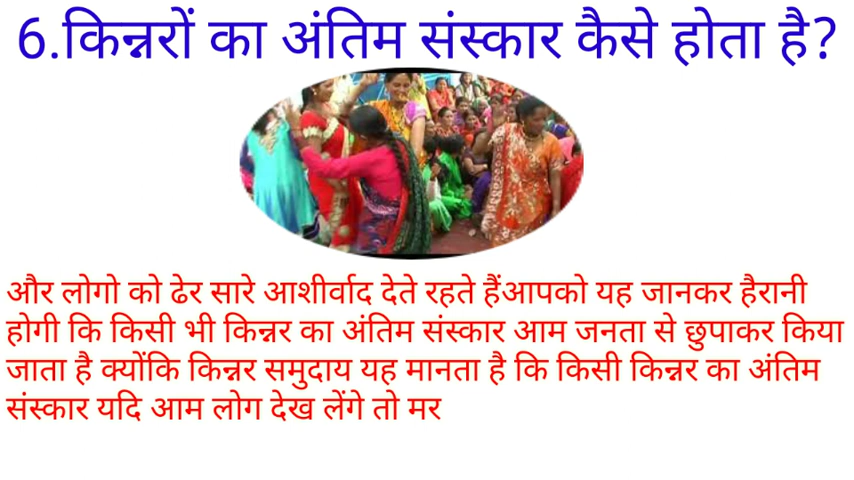 6.किन्नरों का अंतिम संस्कार कैसे होता है?
और लोगो को ढेर सारे आशीर्वाद देते रहते हैंआपको यह जानकर हैरानी
होगी कि किसी भी किन्नर का अंतिम संस्कार आम जनता से छुपाकर किया
जाता है क्योंकि किन्नर समुदाय यह मानता है कि किसी किन्नर का अंतिम
संस्कार यदि आम लोग देख लेंगे तो मर